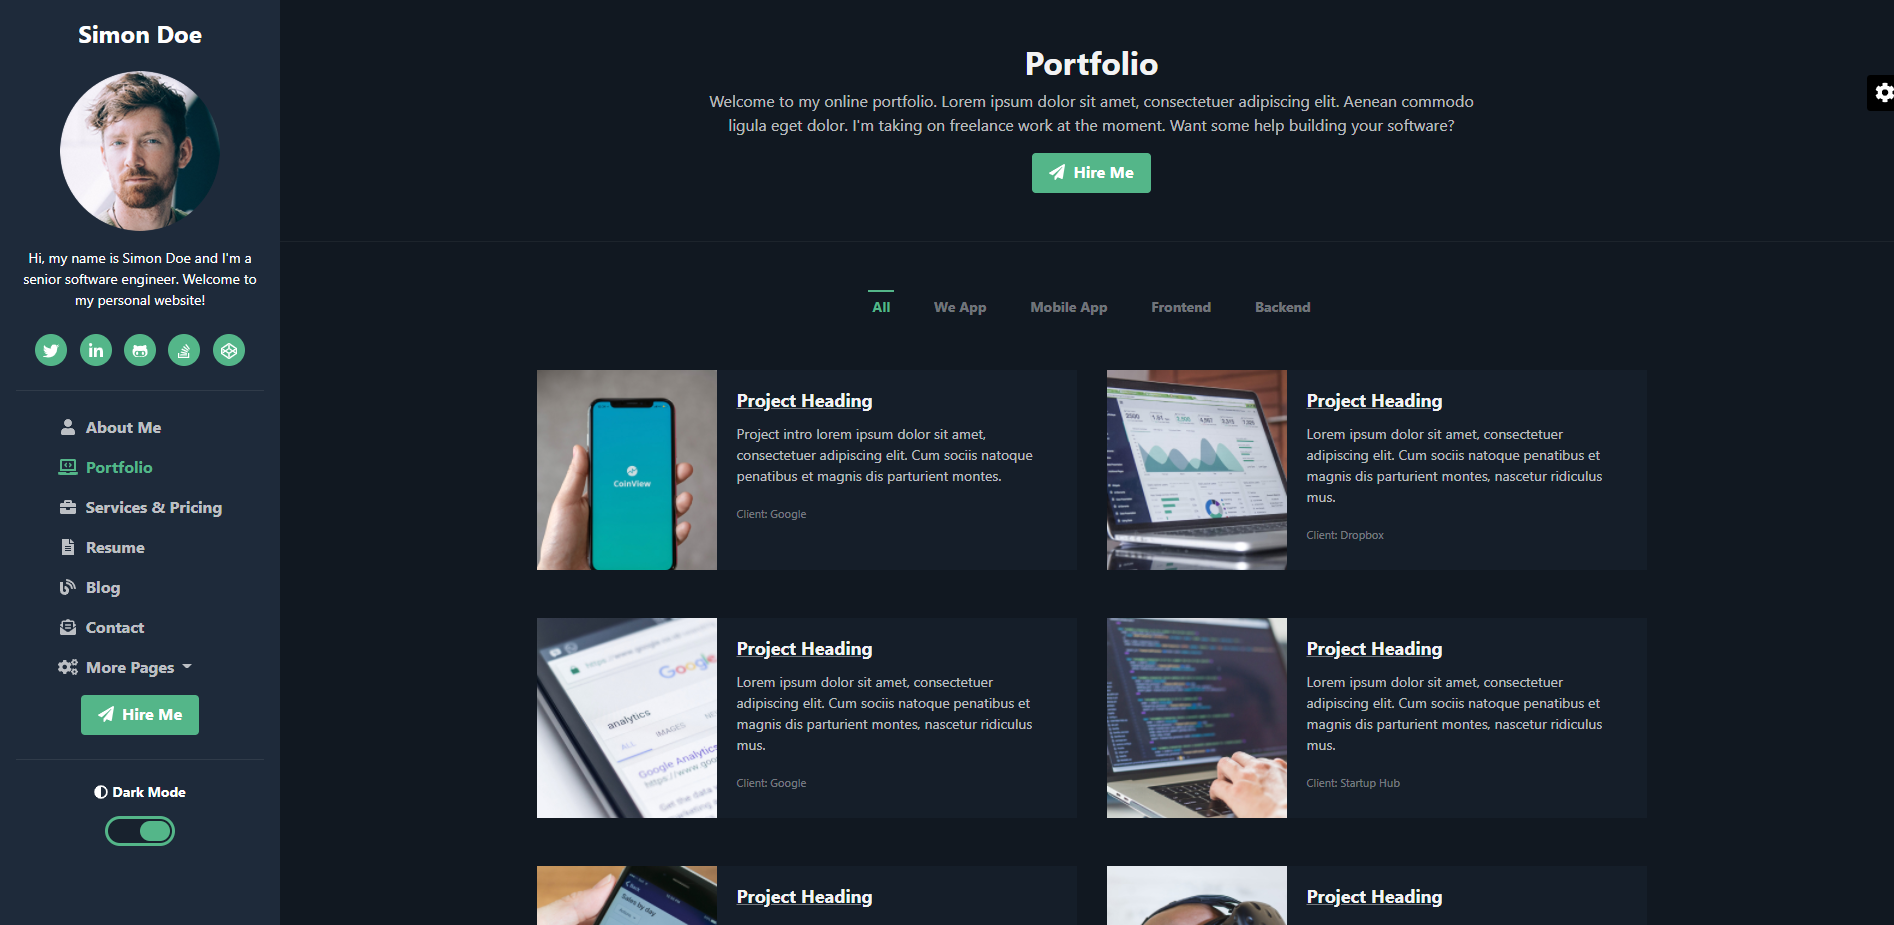 Simon Doe
Hi, my name is Simon Doe and I'm a
senior software engineer. Welcome to
my personal website!
About Me
Portfolio
Services & Pricing
Resume
Blog
Contact
More Pages
Hire Me
Dark Mode
Portfolio
Welcome to my online portfolio. Lorem ipsum dolor sit amet, consectetuer adipiscing elit. Aenean commodo
ligula eget dolor. I'm taking on freelance work at the moment. Want some help building your software?
Hire Me
All We App Mobile App Frontend Backend
CoinView
Project Heading
Project intro lorem ipsum dolor sit amet,
consectetuer adipiscing elit. Cum sociis natoque
penatibus et magnis dis parturient montes.
Client: Google
Project Heading
Lorem ipsum dolor sit amet, consectetuer
adipiscing elit. Cum sociis natoque penatibus et
magnis dis parturient montes, nascetur ridiculus
mus.
Client: Dropbox
Google
analytics
ALL IMAGES
Google Analytics
Project Heading
Lorem ipsum dolor sit amet, consectetuer
adipiscing elit. Cum sociis natoque penatibus et
magnis dis parturient montes, nascetur ridiculus
mus.
Client: Google
Project Heading
Lorem ipsum dolor sit amet, consectetuer
adipiscing elit. Cum sociis natoque penatibus et
magnis dis parturient montes, nascetur ridiculus
mus.
Client: Startup Hub
Sales by day
Project Heading
Project Heading